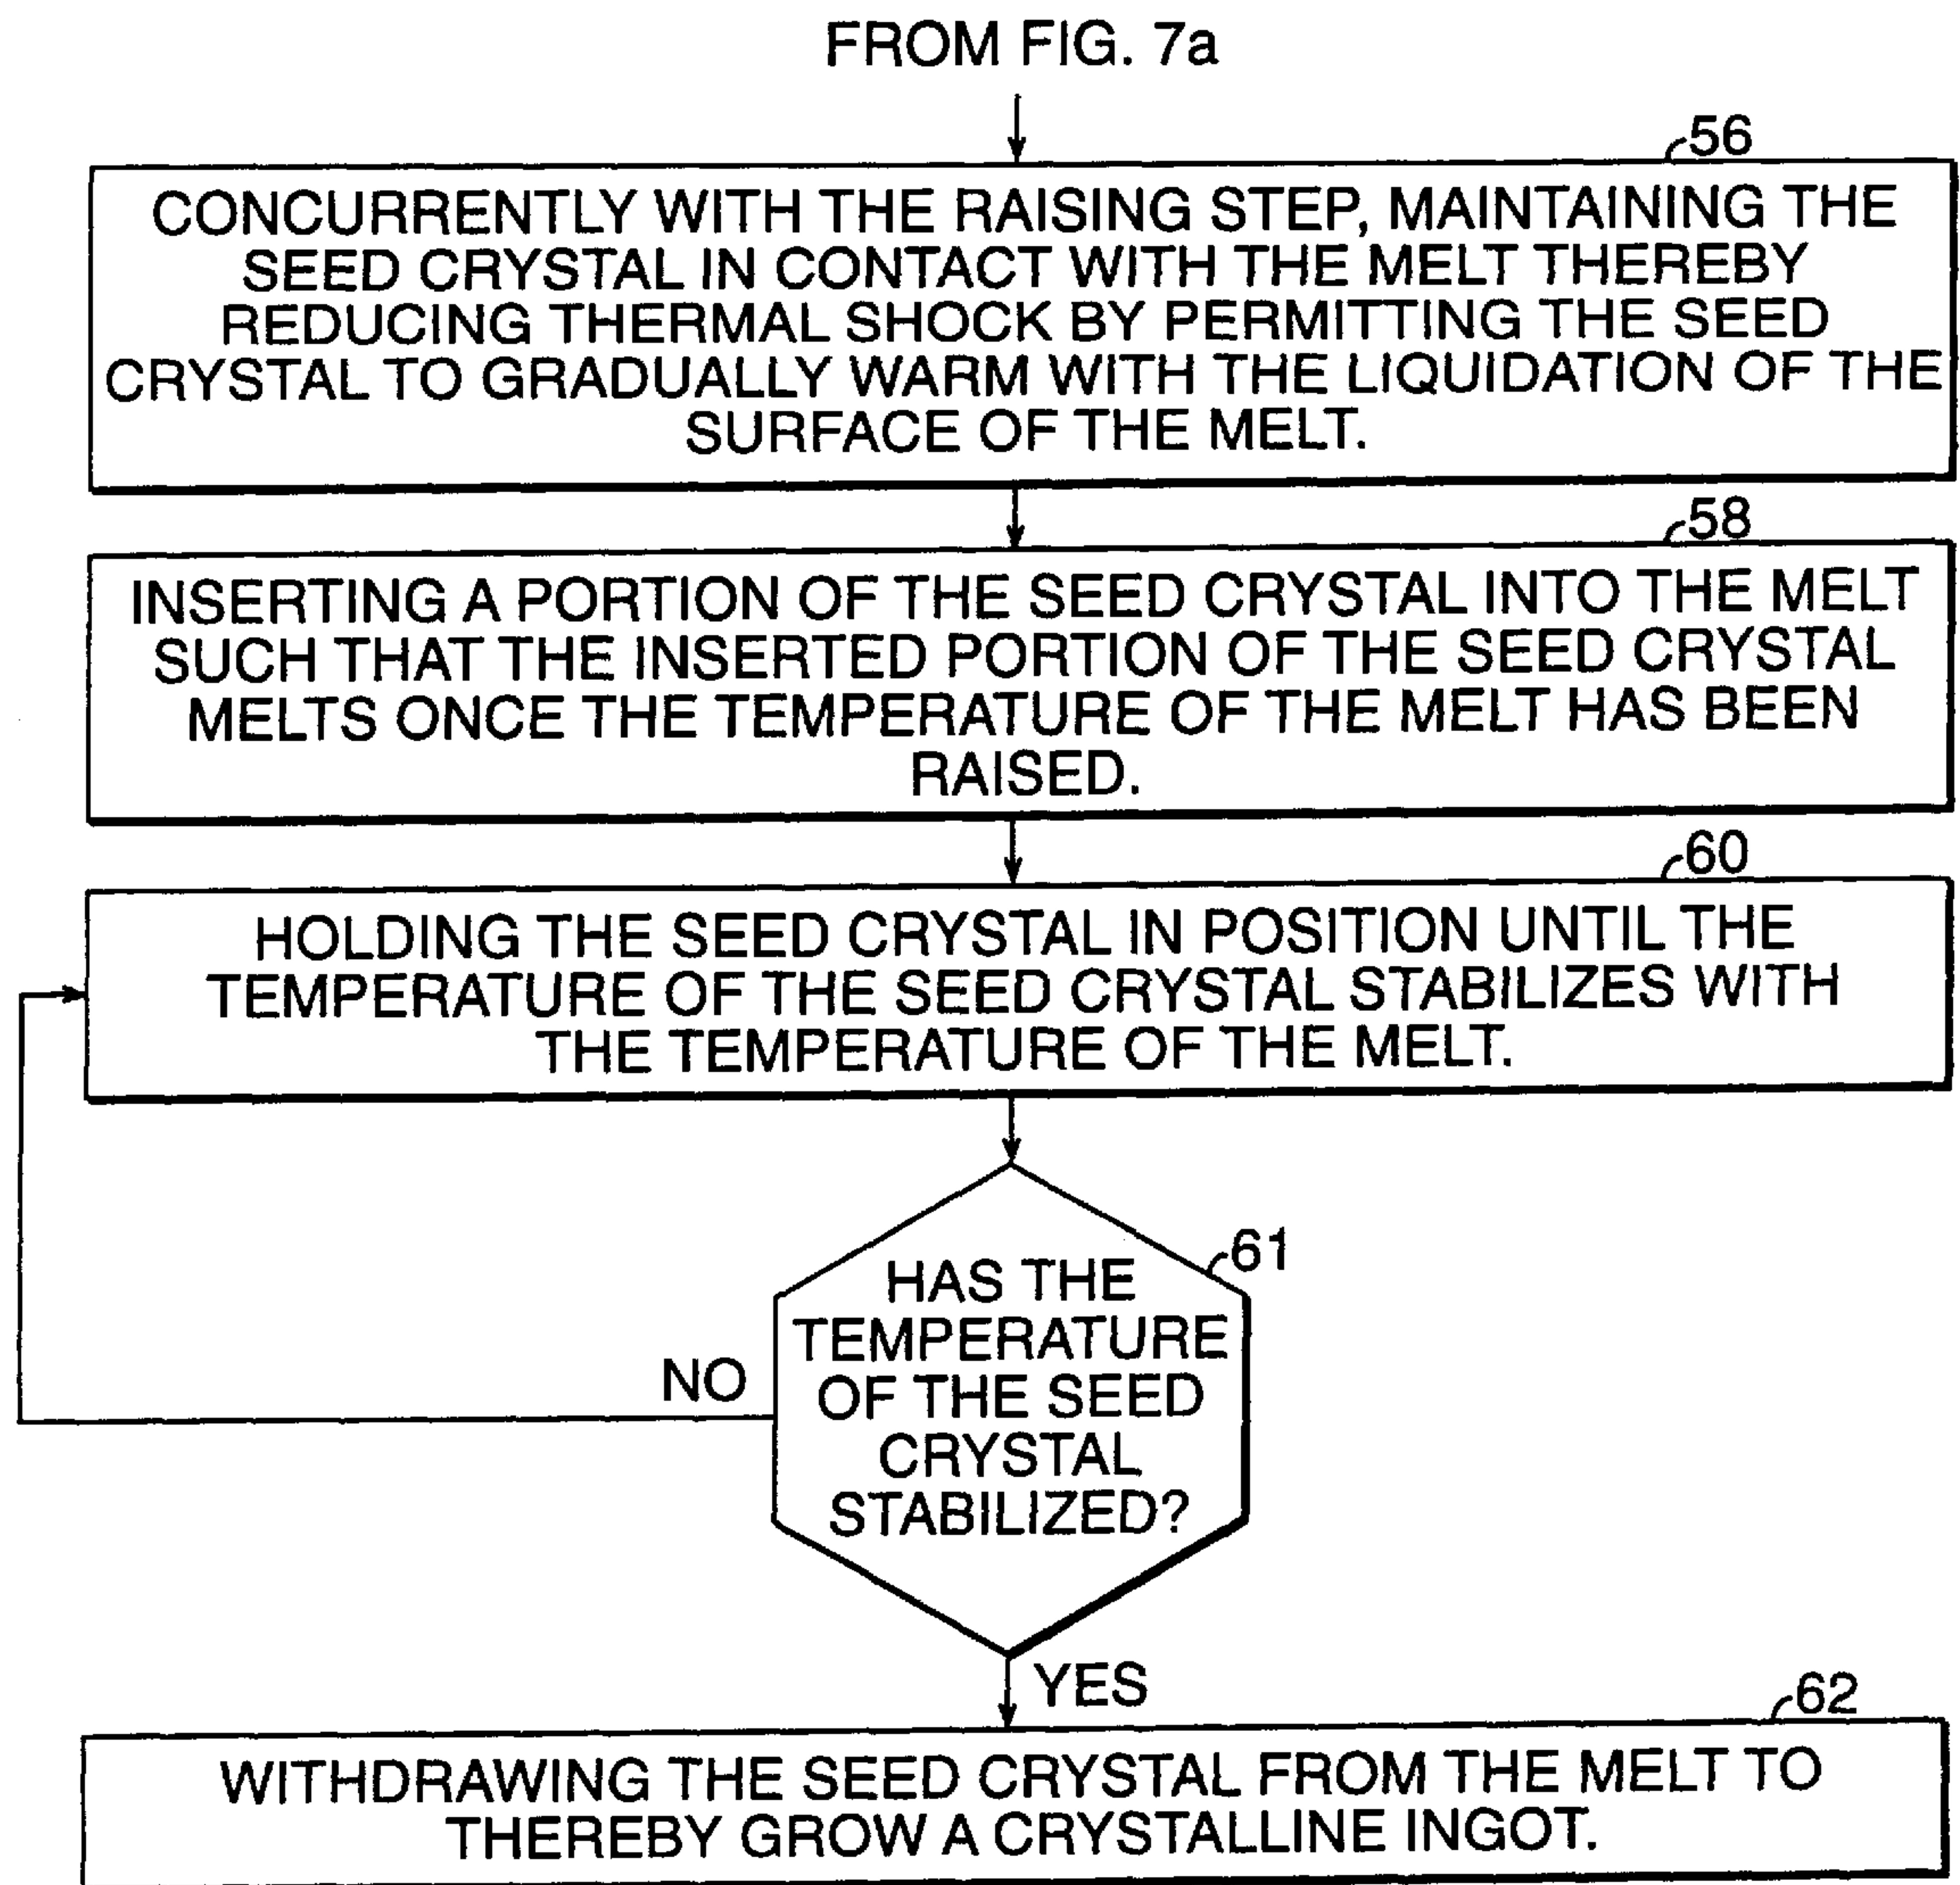 FROM FIG. 7a
56
CONCURRENTLY WITH THE RAISING STEP, MAINTAINING THE
SEED CRYSTAL IN CONTACT WITH THE MELT THEREBY
REDUCING THERMAL SHOCK BY PERMITTING THE SEED
CRYSTAL TO GRADUALLY WARM WITH THE LIQUIDATION OF THE
SURFACE OF THE MELT.
58
INSERTING A PORTION OF THE SEED CRYSTAL INTO THE MELT
SUCH THAT THE INSERTED PORTION OF THE SEED CRYSTAL
MELTS ONCE THE TEMPERATURE OF THE MELT HAS BEEN
RAISED.
60
HOLDING THE SEED CRYSTAL IN POSITION UNTIL THE
TEMPERATURE OF THE SEED CRYSTAL STABILIZES WITH
THE TEMPERATURE OF THE MELT.
61
HAS THE
TEMPERATURE
OF THE SEED
CRYSTAL
STABILIZED?
NO
YES
62
WITHDRAWING THE SEED CRYSTAL FROM THE MELT TO
THEREBY GROW A CRYSTALLINE INGOT.